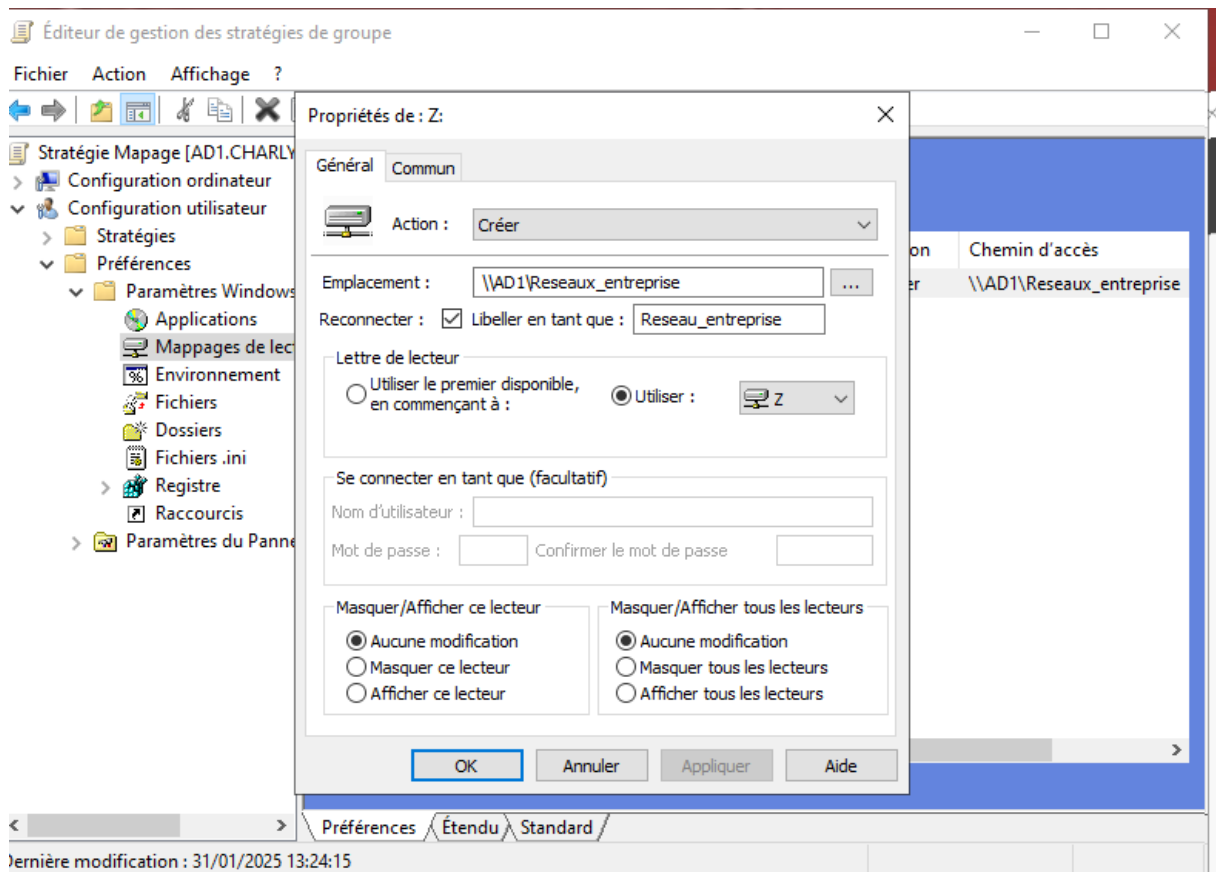 Éditeur de gestion des stratégies de groupe
Fichier Action Affichage ?
Stratégie Mapage [AD1.CHARLY
Configuration ordinateur
Configuration utilisateur
Stratégies
Préférences
Paramètres Windows
Applications
Mappages de lec
Environnement
Fichiers
Dossiers
Fichiers .ini
Registre
Raccourcis
Paramètres du Panne
Propriétés de : Z:
Général Commun
Action : Créer
Emplacement : \\AD1\Reseaux_entreprise ...
Reconnecter : Libeller en tant que : Reseau_entreprise
Lettre de lecteur
Utiliser le premier disponible,
en commençant à :
Utiliser : Z
Se connecter en tant que (facultatif)
Nom d'utilisateur :
Mot de passe : Confirmer le mot de passe
Masquer/Afficher ce lecteur
Aucune modification
Masquer ce lecteur
Afficher ce lecteur
Masquer/Afficher tous les lecteurs
Aucune modification
Masquer tous les lecteurs
Afficher tous les lecteurs
OK Annuler Appliquer Aide
on Chemin d'accès
er \\AD1\Reseaux_entreprise
Préférences Étendu Standard
Dernière modification : 31/01/2025 13:24:15